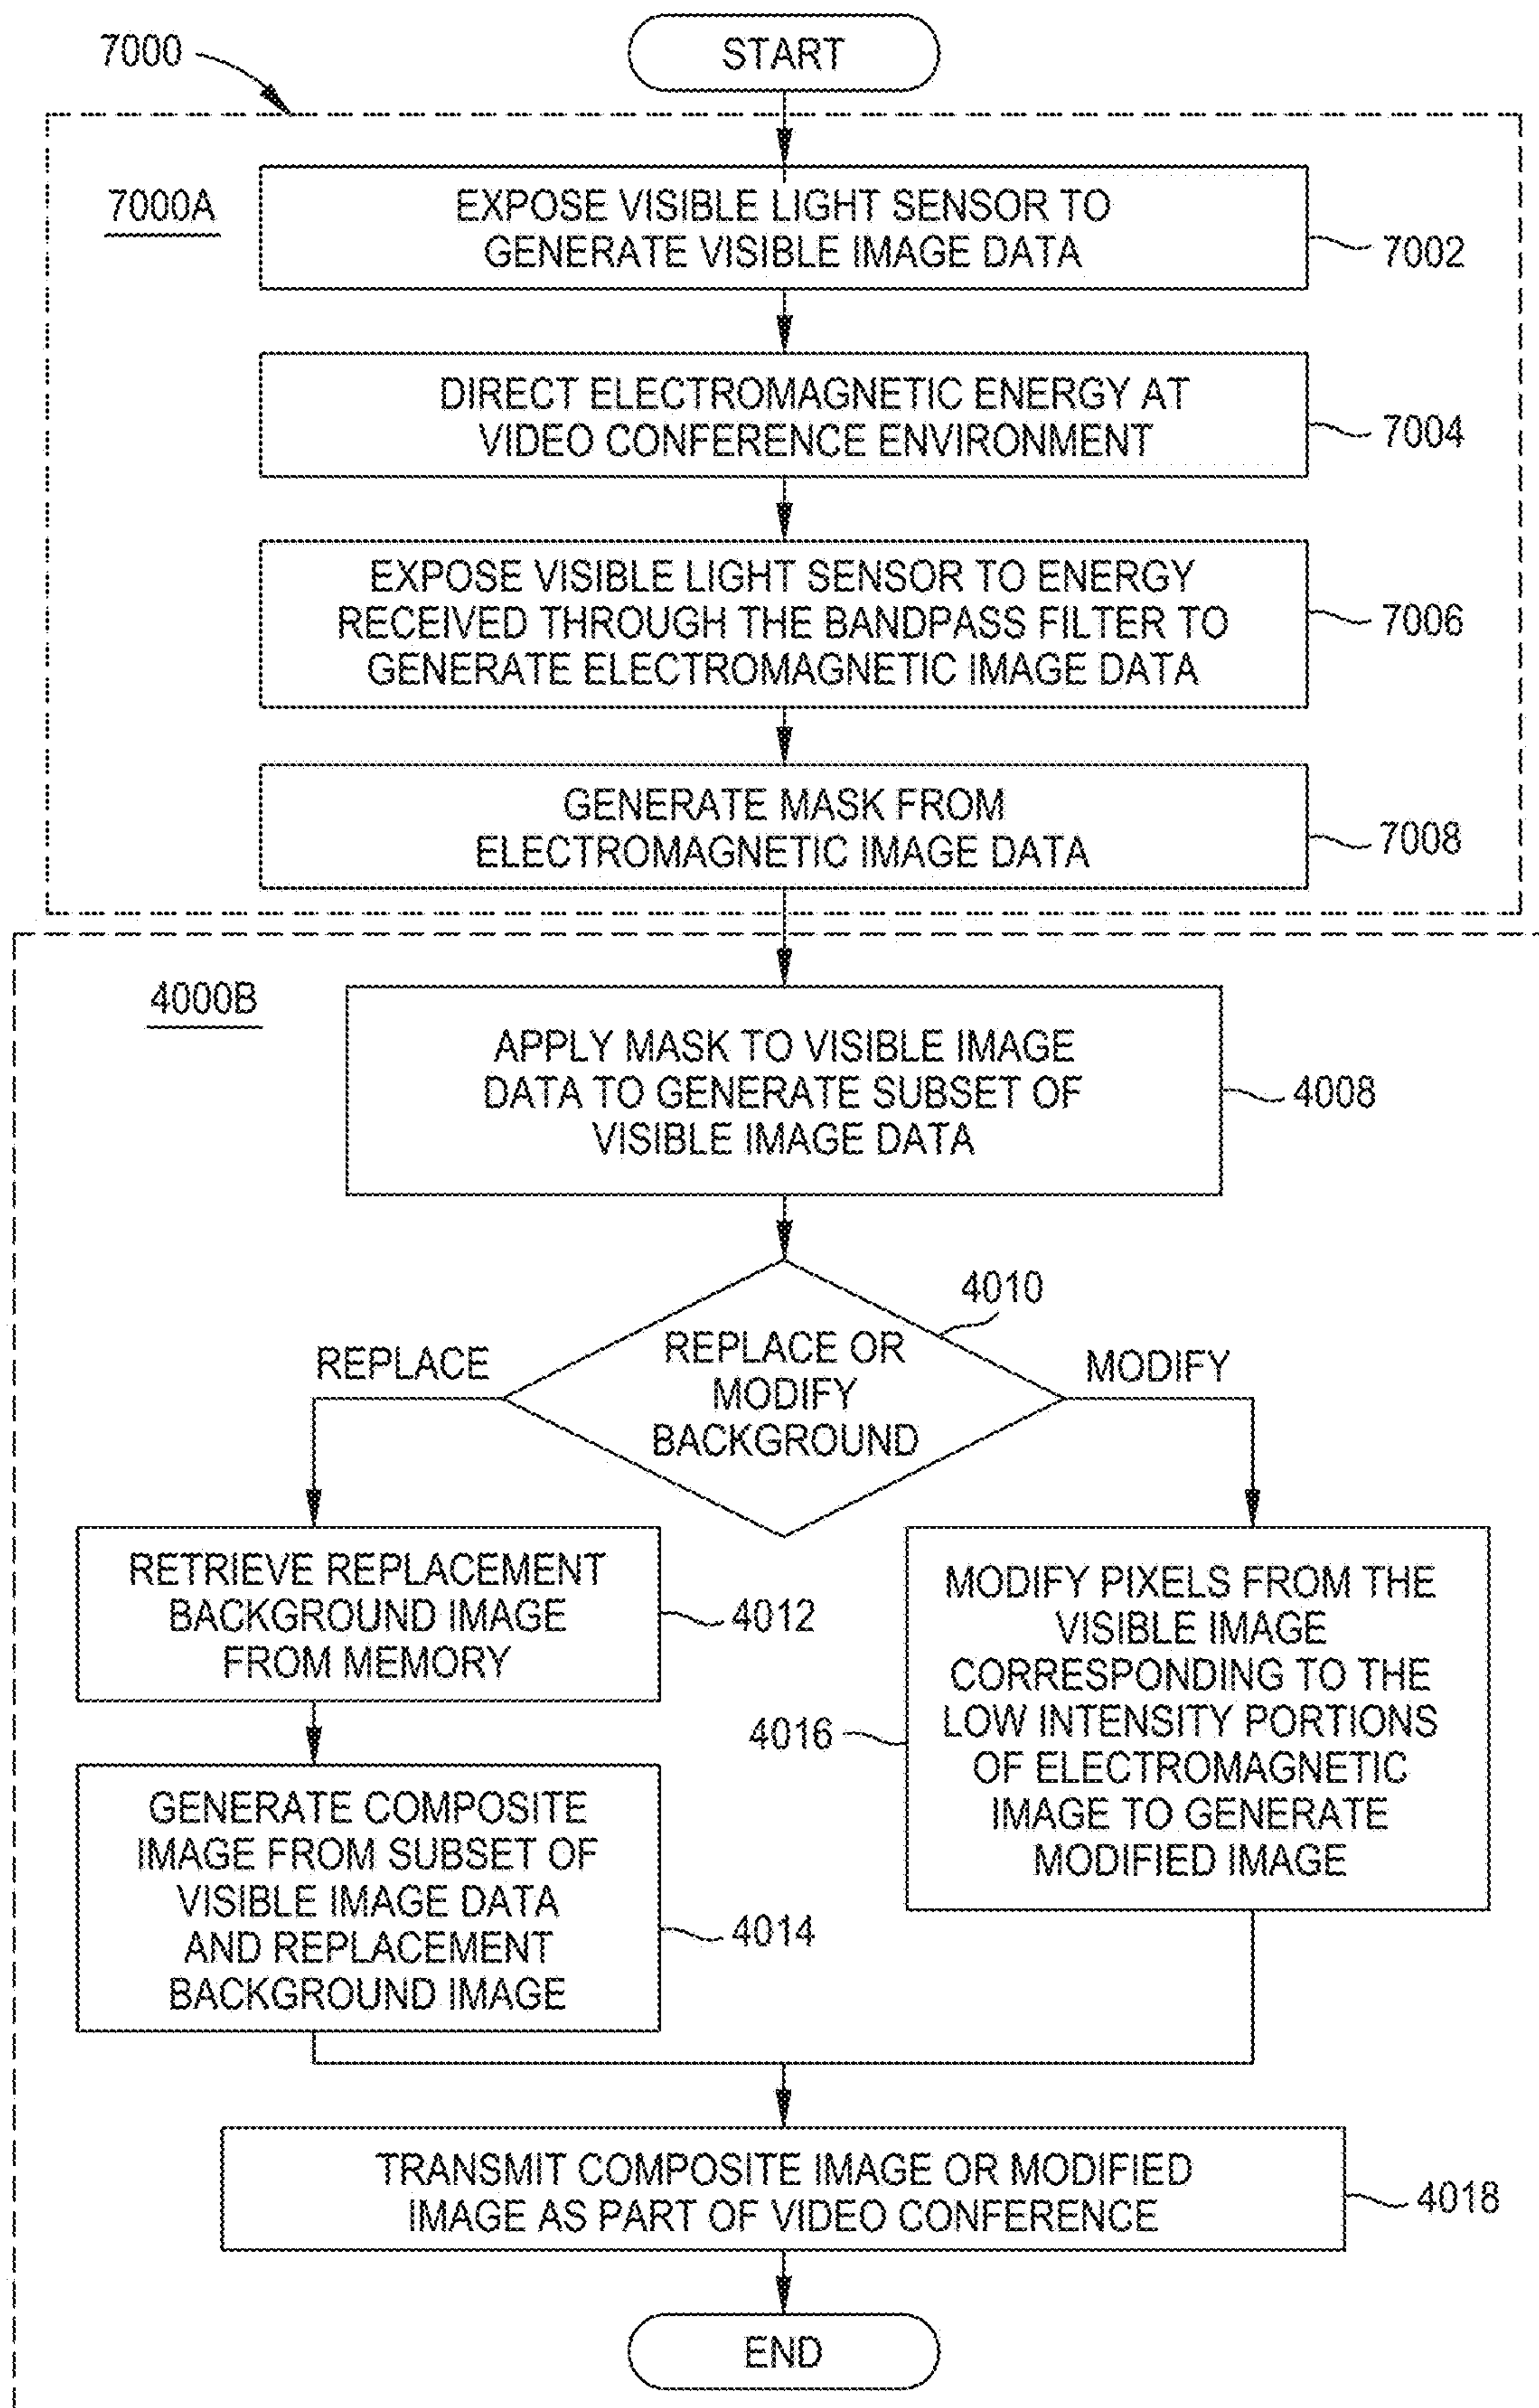 START
7000
7000A
EXPOSE VISIBLE LIGHT SENSOR TO
GENERATE VISIBLE IMAGE DATA
7002
DIRECT ELECTROMAGNETIC ENERGY AT
VIDEO CONFERENCE ENVIRONMENT
7004
EXPOSE VISIBLE LIGHT SENSOR TO ENERGY
RECEIVED THROUGH THE BANDPASS FILTER TO
GENERATE ELECTROMAGNETIC IMAGE DATA
7006
GENERATE MASK FROM
ELECTROMAGNETIC IMAGE DATA
7008
4000B
APPLY MASK TO VISIBLE IMAGE
DATA TO GENERATE SUBSET OF
VISIBLE IMAGE DATA
4008
4010
REPLACE OR
MODIFY
BACKGROUND
REPLACE
MODIFY
RETRIEVE REPLACEMENT
BACKGROUND IMAGE
FROM MEMORY
4012
GENERATE COMPOSITE
IMAGE FROM SUBSET OF
VISIBLE IMAGE DATA
AND REPLACEMENT
BACKGROUND IMAGE
4014
MODIFY PIXELS FROM THE
VISIBLE IMAGE
CORRESPONDING TO THE
LOW INTENSITY PORTIONS
OF ELECTROMAGNETIC
IMAGE TO GENERATE
MODIFIED IMAGE
4016
TRANSMIT COMPOSITE IMAGE OR MODIFIED
IMAGE AS PART OF VIDEO CONFERENCE
4018
END